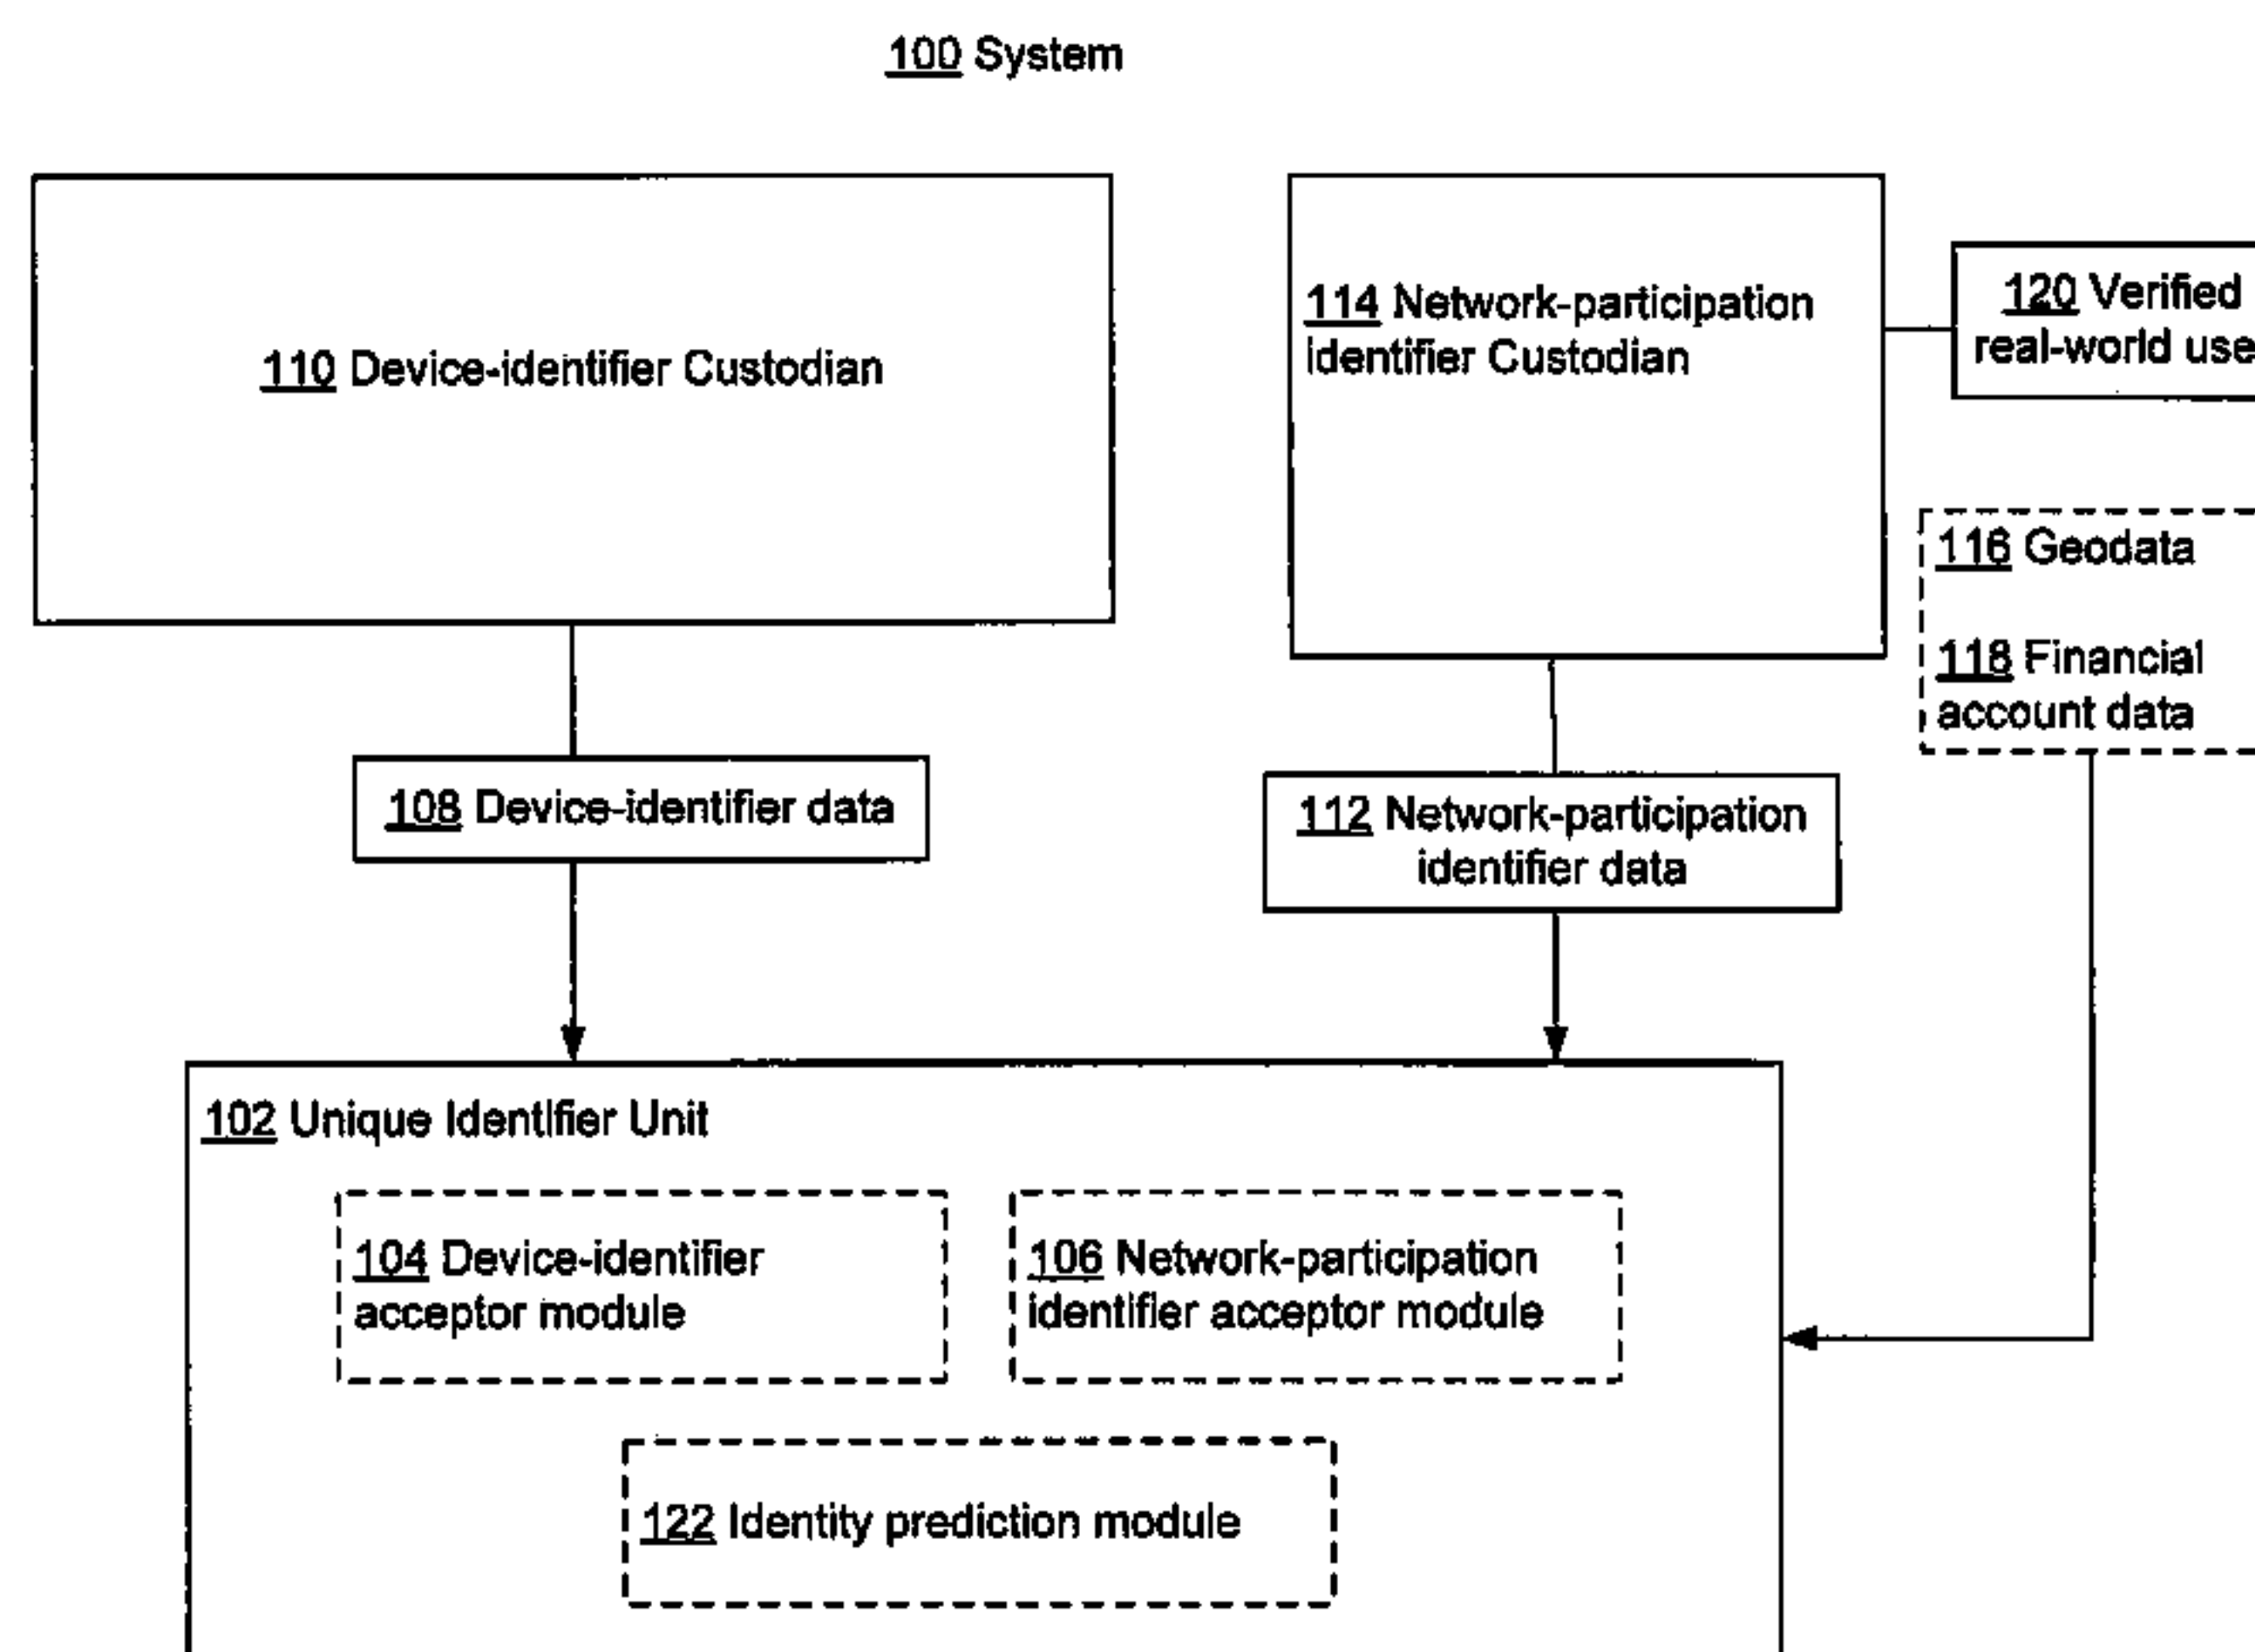 100 System
110 Device-identifier Custodian
114 Network-participation
identifier Custodian
120 Verified
real-world use
116 Geodata
118 Financial
account data
108 Device-identifier data
112 Network-participation
identifier data
102 Unique Identifier Unit
104 Device-identifier
acceptor module
106 Network-participation
identifier acceptor module
122 Identity prediction module